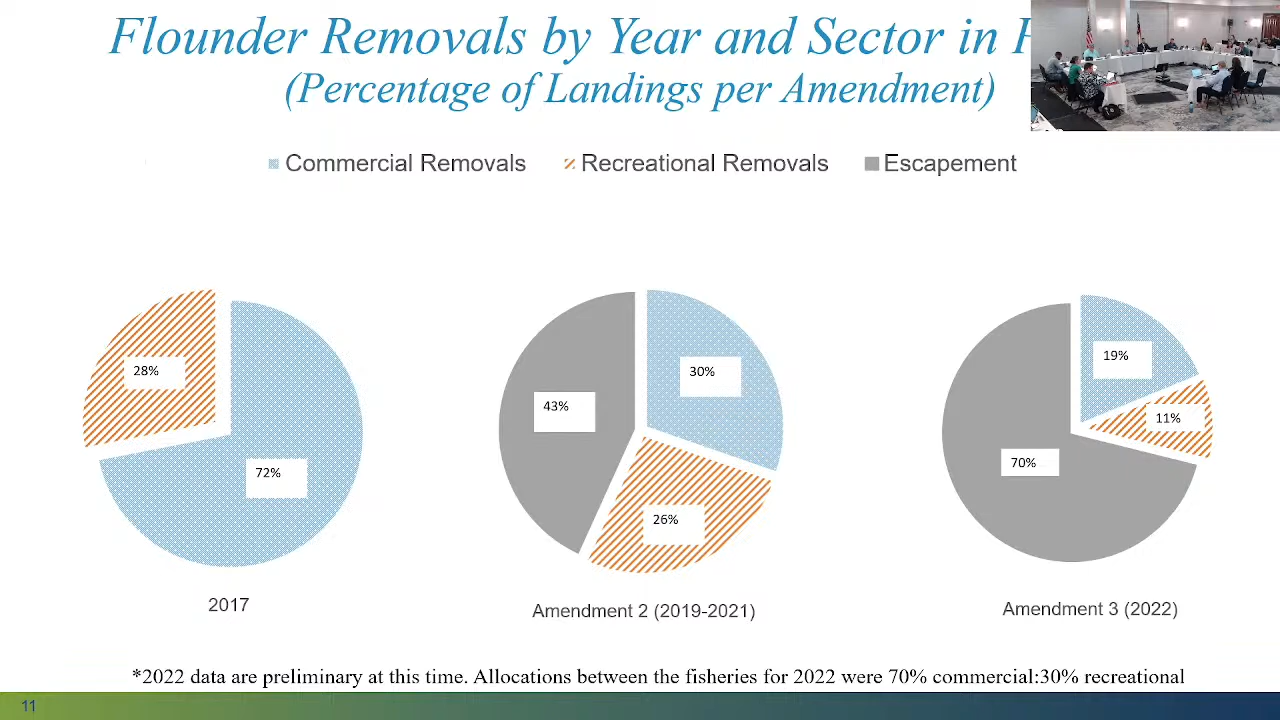 Flounder Removals by Year and Sector in
(Percentage of Landings per Amendment)
Commercial Removals Recreational Removals Escapement
28%
72%
2017
43%
30%
26%
Amendment 2 (2019-2021)
19%
11%
70%
Amendment 3 (2022)
*2022 data are preliminary at this time. Allocations between the fisheries for 2022 were 70% commercial:30% recreational
11